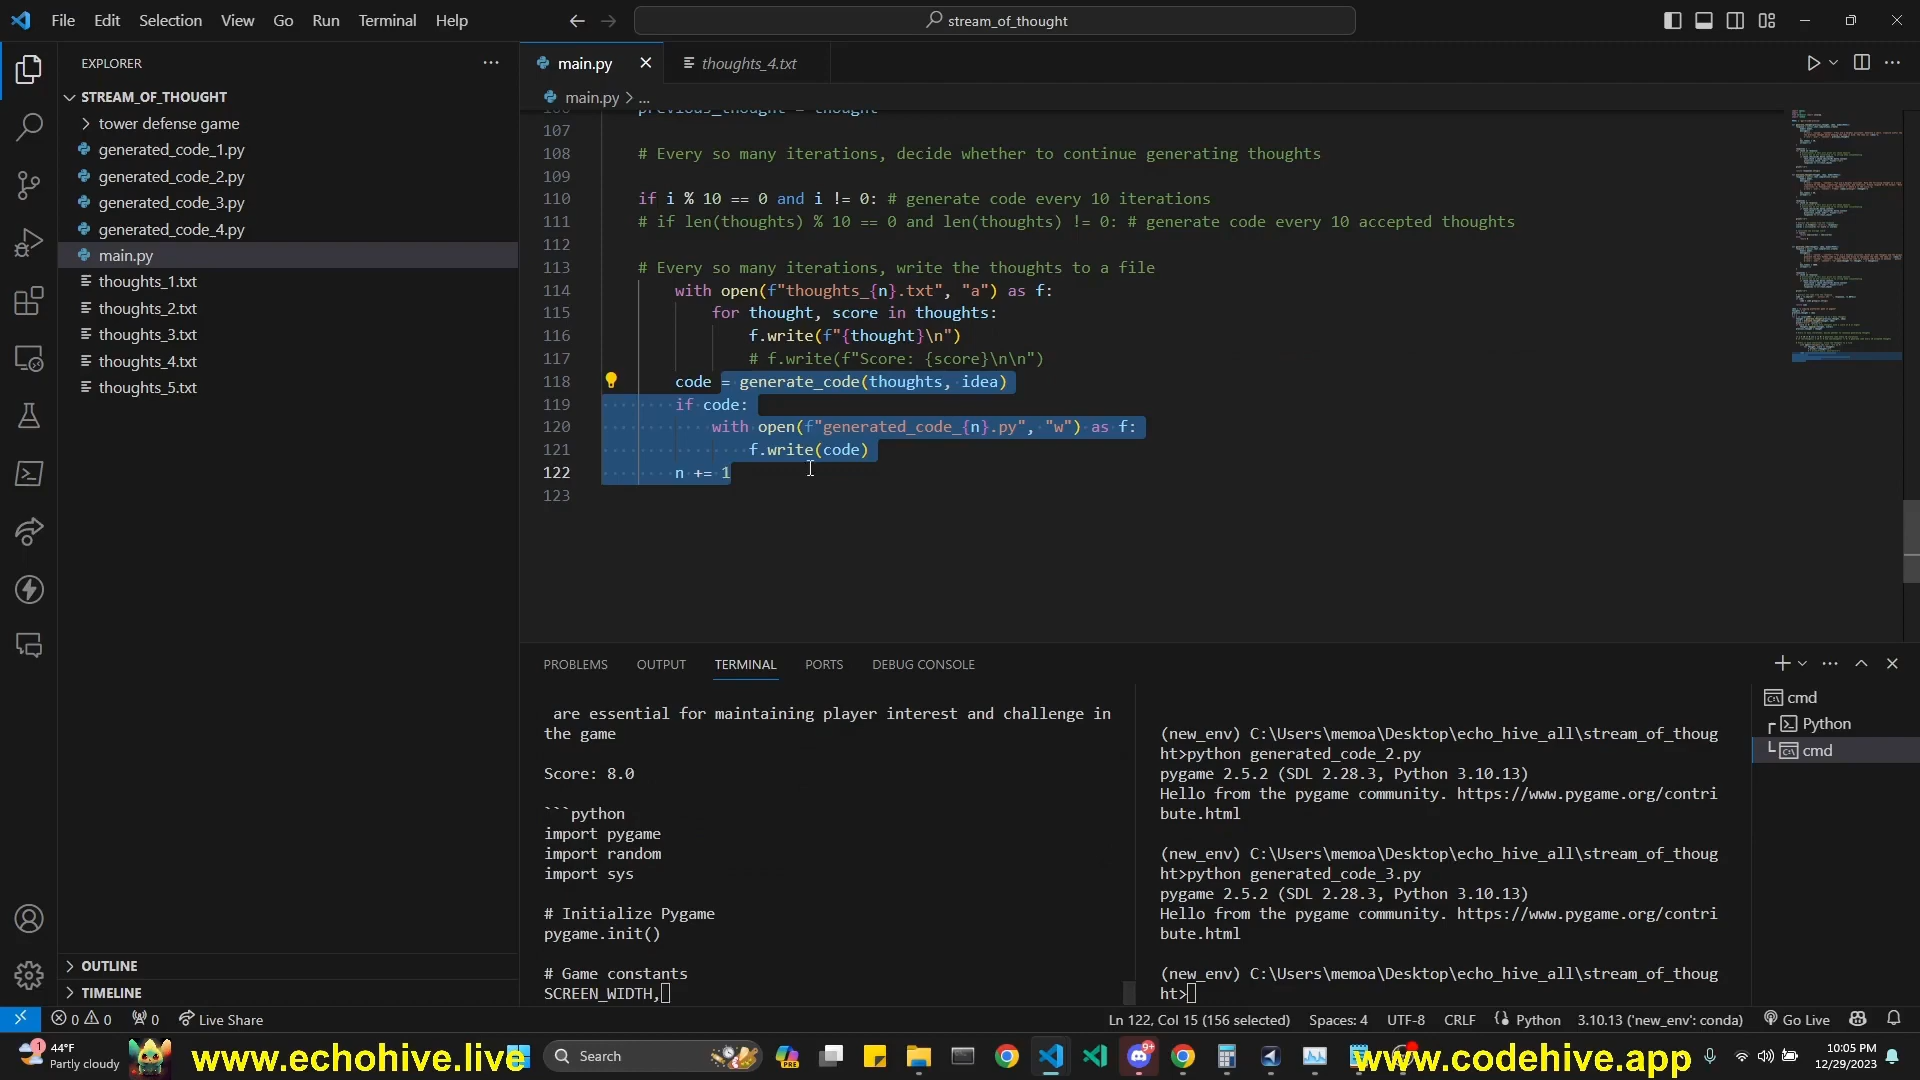 File Edit Selection View Go Run Terminal Help
stream_of_thought
EXPLORER
STREAM_OF_THOUGHT
tower defense game
generated_code_1.py
generated_code_2.py
generated_code_3.py
generated_code_4.py
main.py
thoughts_1.txt
thoughts_2.txt
thoughts_3.txt
thoughts_4.txt
thoughts_5.txt
OUTLINE
TIMELINE
main.py
thoughts_4.txt
main.py > ...
previous_thought = thought
107
108 # Every so many iterations, decide whether to continue generating thoughts
109
110 if i % 10 == 0 and i != 0: # generate code every 10 iterations
111 # if len(thoughts) % 10 == 0 and len(thoughts) != 0: # generate code every 10 accepted thoughts
112
113 # Every so many iterations, write the thoughts to a file
114 with open(f"thoughts_{n}.txt", "a") as f:
115 for thought, score in thoughts:
116 f.write(f"{thought}\n")
117 # f.write(f"Score: {score}\n\n")
118 code = generate_code(thoughts, idea)
119 if code:
120 with open(f"generated_code_{n}.py", "w") as f:
121 f.write(code)
122 n += 1
123
PROBLEMS OUTPUT TERMINAL PORTS DEBUG CONSOLE
are essential for maintaining player interest and challenge in
the game
Score: 8.0
```python
import pygame
import random
import sys
# Initialize Pygame
pygame.init()
# Game constants
SCREEN_WIDTH,
(new_env) C:\Users\memoa\Desktop\echo_hive_all\stream_of_thoug
ht>python generated_code_2.py
pygame 2.5.2 (SDL 2.28.3, Python 3.10.13)
Hello from the pygame community. https://www.pygame.org/contri
bute.html
(new_env) C:\Users\memoa\Desktop\echo_hive_all\stream_of_thoug
ht>python generated_code_3.py
pygame 2.5.2 (SDL 2.28.3, Python 3.10.13)
Hello from the pygame community. https://www.pygame.org/contri
bute.html
(new_env) C:\Users\memoa\Desktop\echo_hive_all\stream_of_thoug
ht>
cmd
Python
cmd
0 0 0 Live Share
Ln 122, Col 15 (156 selected) Spaces: 4 UTF-8 CRLF Python 3.10.13 ('new_env': conda) Go Live
1 44°F
Partly cloudy
www.echohive.live
Search
PRE
9+
www.codehive.app
10:05 PM
12/29/2023